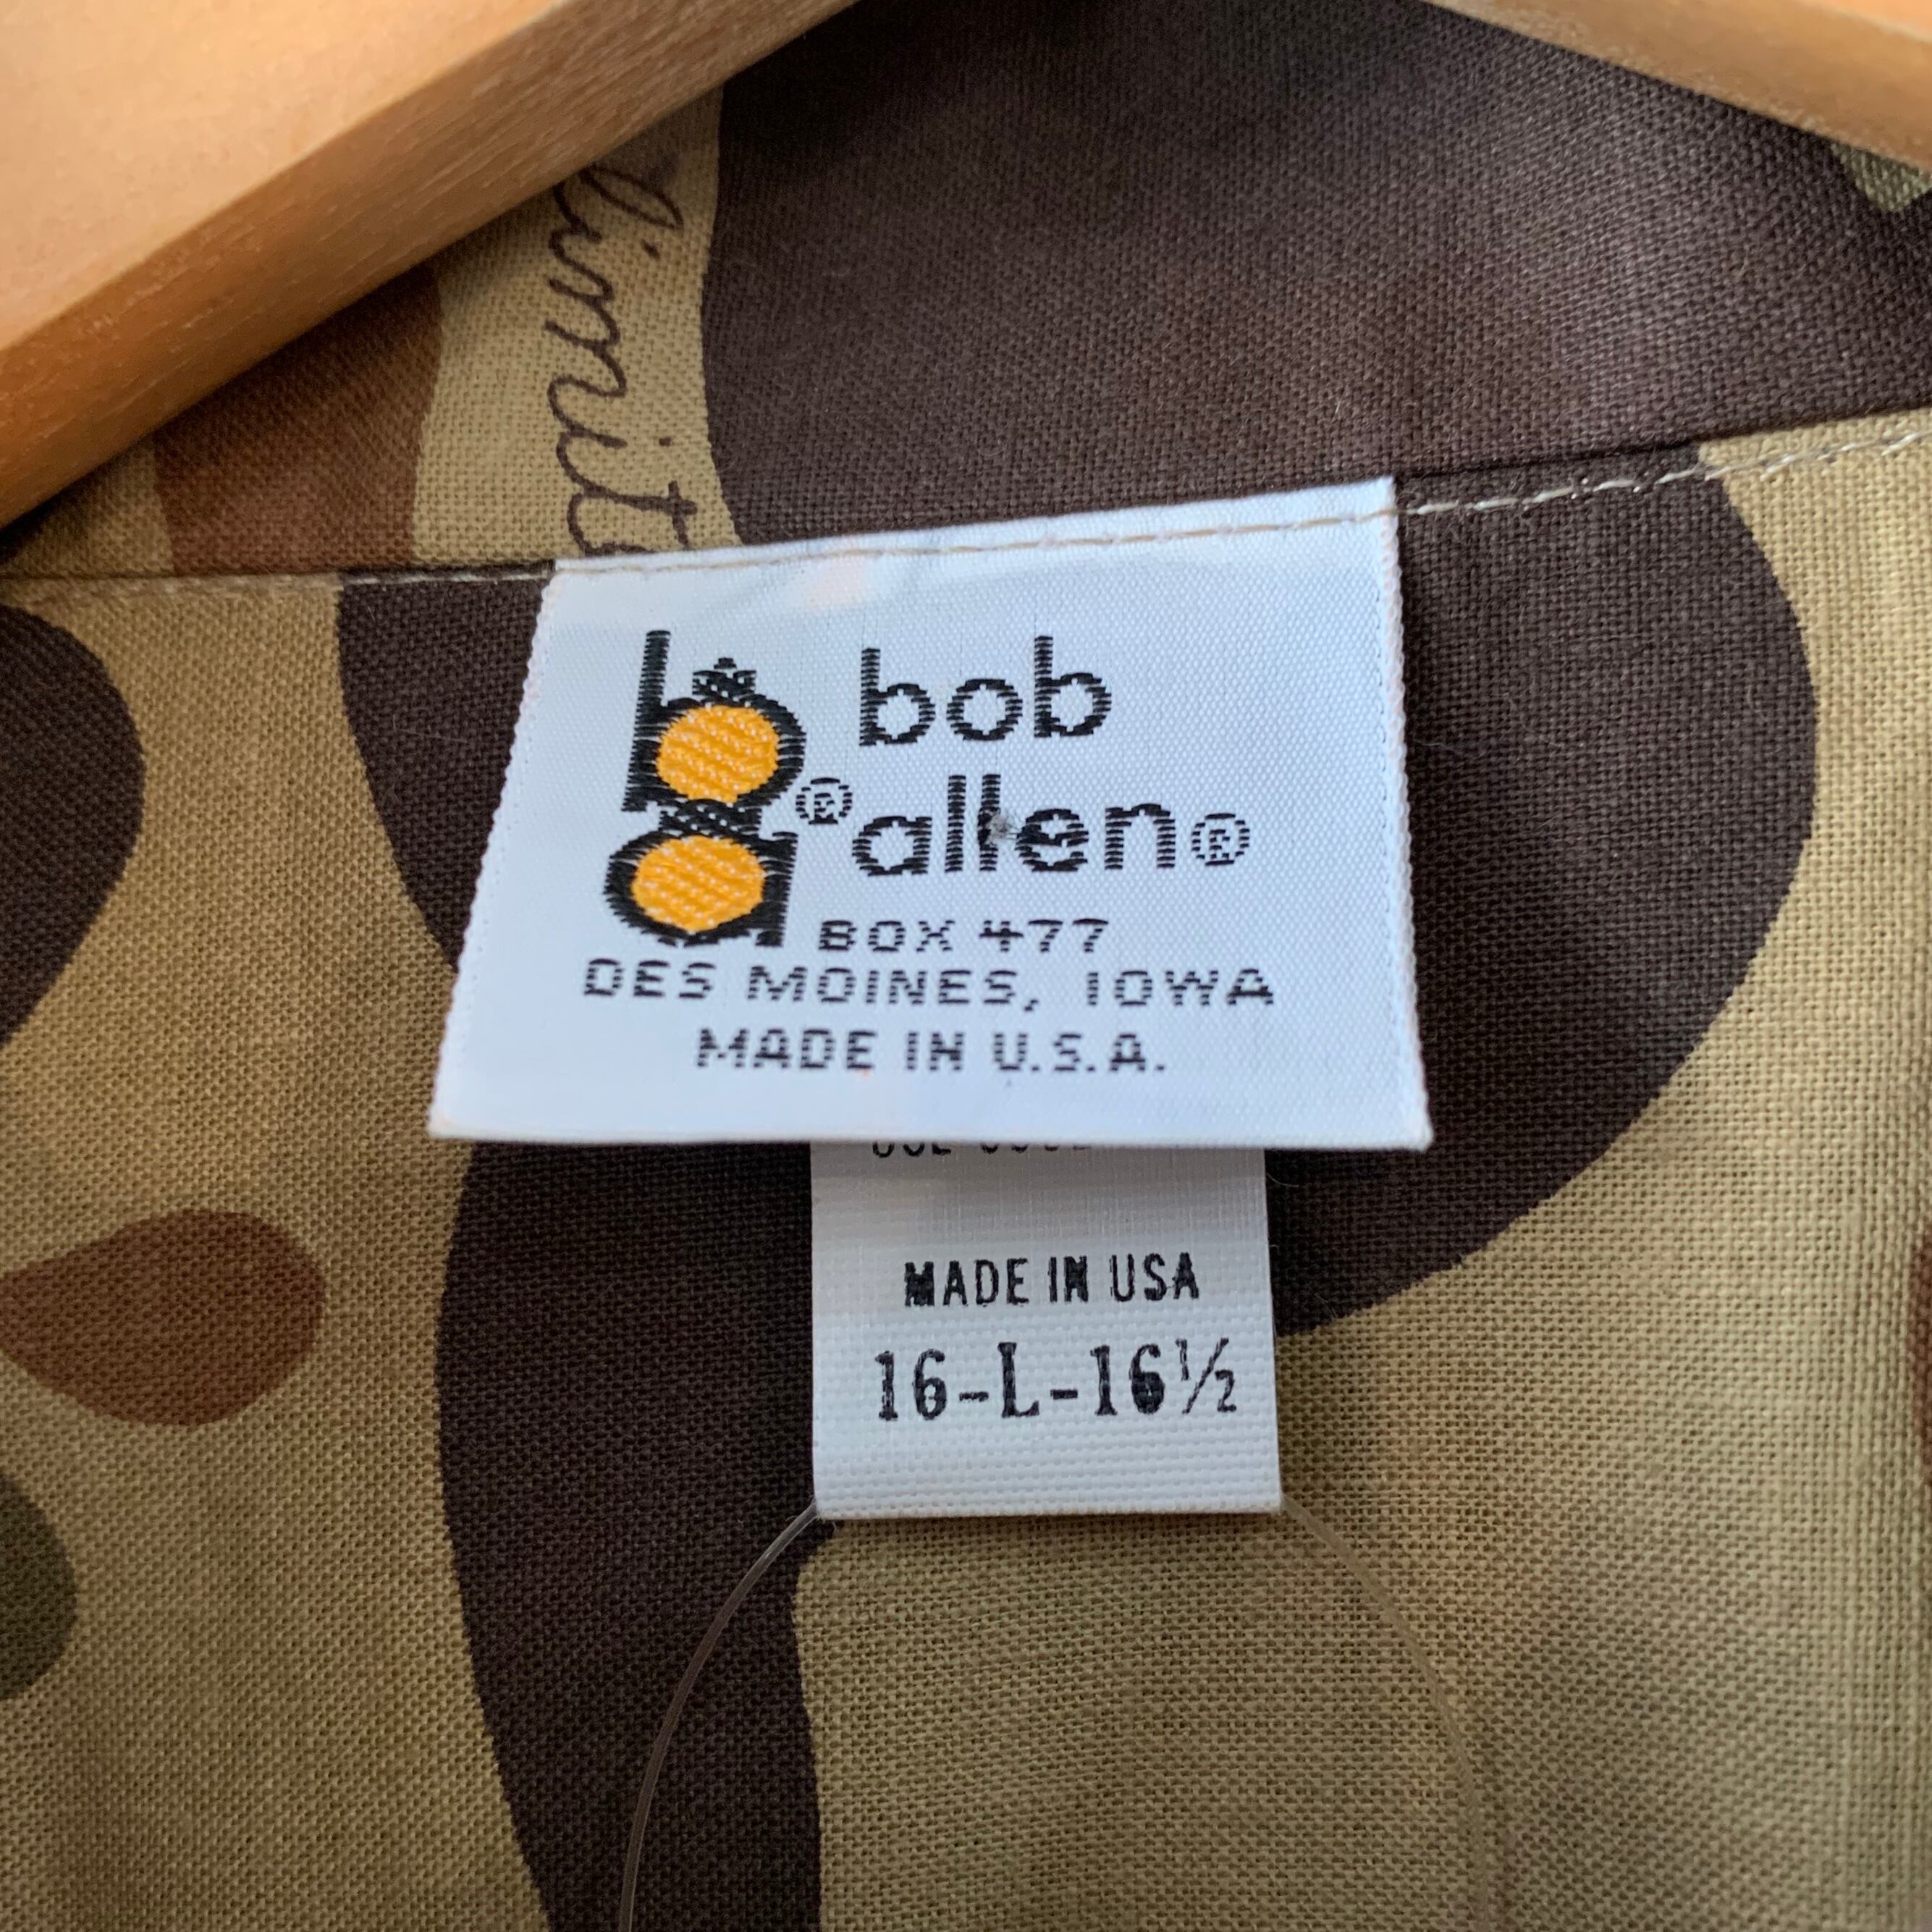 bob
® allen®
BOX 477
DES MOINES, IOWA
MADE IN U.S.A.
MADE IN USA
16-L-16½